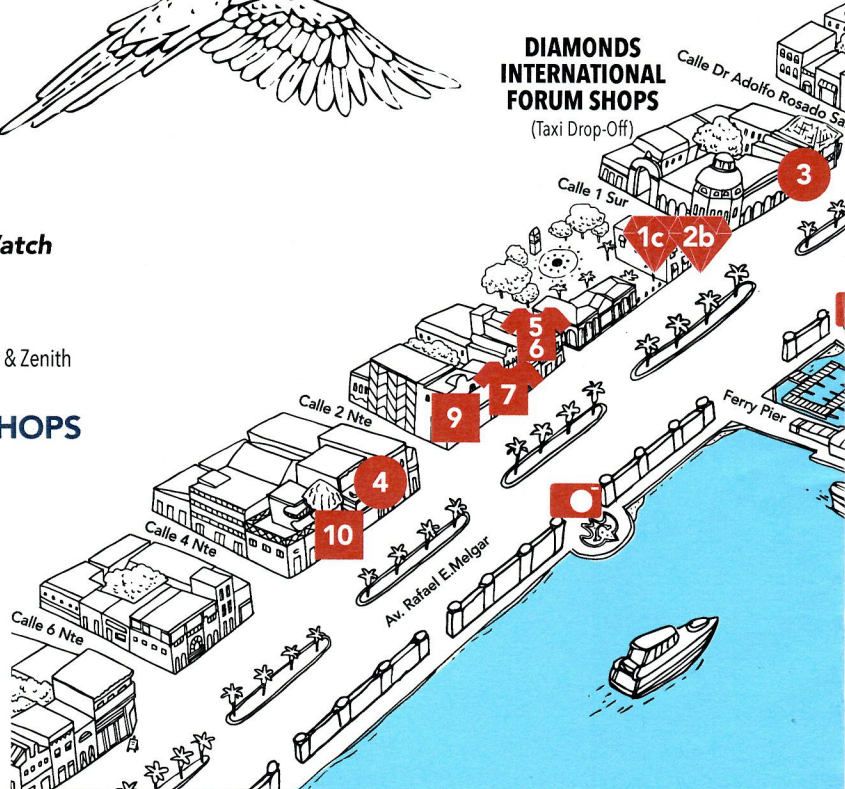 DIAMONDS
INTERNATIONAL
FORUM SHOPS
(Taxi Drop-Off)
Calle Dr Adolfo Rosado Sa
3
Calle 1 Sur
1c
2b
atch
5
6
& Zenith
7
Calle 2 Nte
9
HOPS
Ferry Pier
4
10
Calle 4 Nte
Av. Rafael E.Melgar
Calle 6 Nte